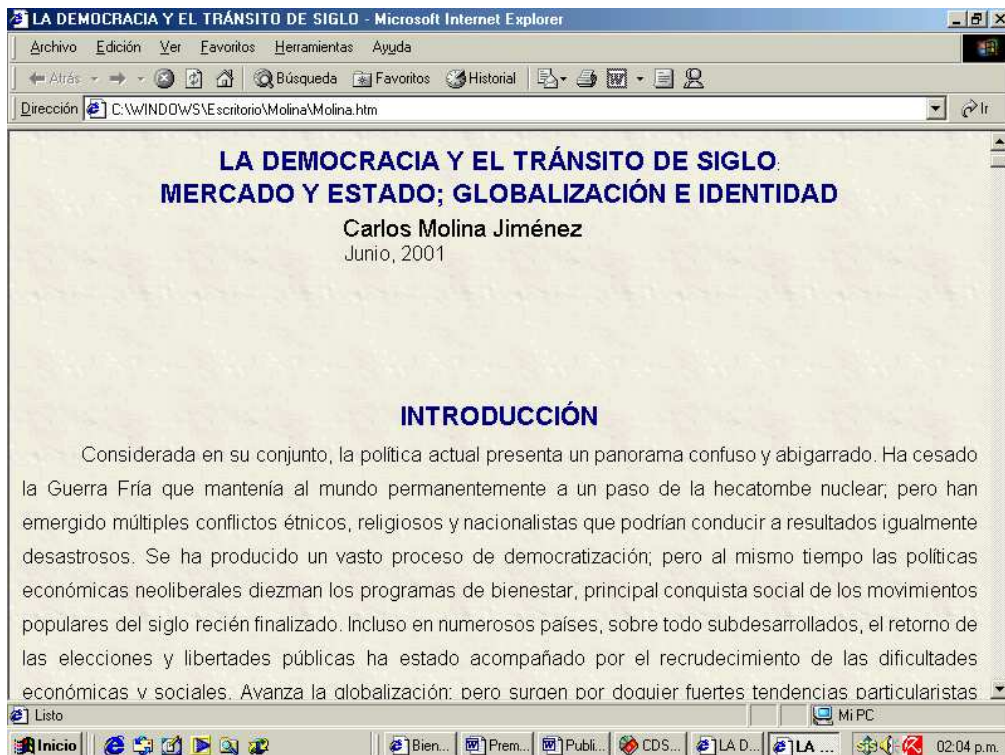 LA DEMOCRACIA Y EL TRÁNSITO DE SIGLO - Microsoft Internet Explorer
Archivo Edición Ver Favoritos Herramientas Ayuda
Atrás Búsqueda Favoritos Historial
Dirección C:\WINDOWS\Escritorio\Molina\Molina.htm Ir
LA DEMOCRACIA Y EL TRÁNSITO DE SIGLO:
MERCADO Y ESTADO; GLOBALIZACIÓN E IDENTIDAD
Carlos Molina Jiménez
Junio, 2001
INTRODUCCIÓN
Considerada en su conjunto, la política actual presenta un panorama confuso y abigarrado. Ha cesado
la Guerra Fría que mantenía al mundo permanentemente a un paso de la hecatombe nuclear; pero han
emergido múltiples conflictos étnicos, religiosos y nacionalistas que podrían conducir a resultados igualmente
desastrosos. Se ha producido un vasto proceso de democratización; pero al mismo tiempo las políticas
económicas neoliberales diezman los programas de bienestar, principal conquista social de los movimientos
populares del siglo recién finalizado. Incluso en numerosos países, sobre todo subdesarrollados, el retorno de
las elecciones y libertades públicas ha estado acompañado por el recrudecimiento de las dificultades
económicas y sociales. Avanza la globalización; pero surgen por doquier fuertes tendencias particularistas
Listo Mi PC
Inicio Bien... Prem... Publi... CDS... LA D... LA ... 02:04 p.m.